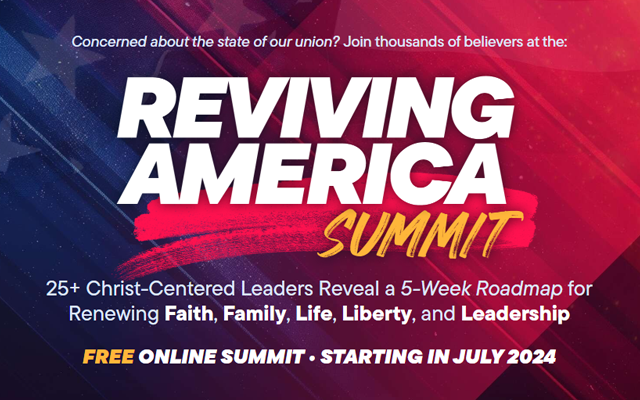 Concerned about the state of our union? Join thousands of believers at the:
REVIVING
AMERICA
SUMMIT
25+ Christ-Centered Leaders Reveal a 5-Week Roadmap for
Renewing Faith, Family, Life, Liberty, and Leadership
FREE ONLINE SUMMIT • STARTING IN JULY 2024